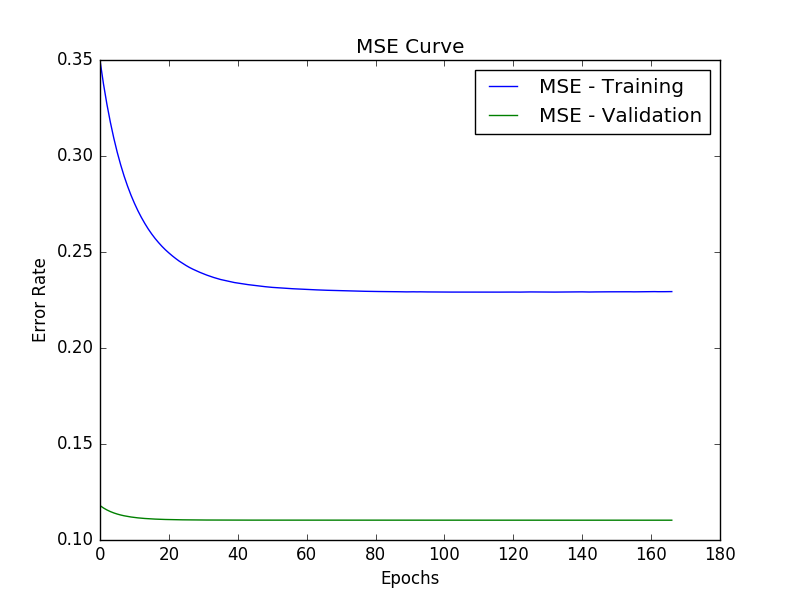 MSE Curve
0.35
MSE - Training
MSE - Validation
0.30
0.25
Error Rate
0.20
0.15
0.10
0 20 40 60 80 100 120 140 160 180
Epochs